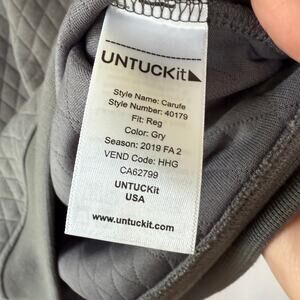 UNTUCKit
Style Name: Carufe
Style Number: 40179
Fit: Reg
Color: Gry
Season: 2019 FA 2
VEND Code: HHG
CA62799
UNTUCKit
USA
www.untuckit.com